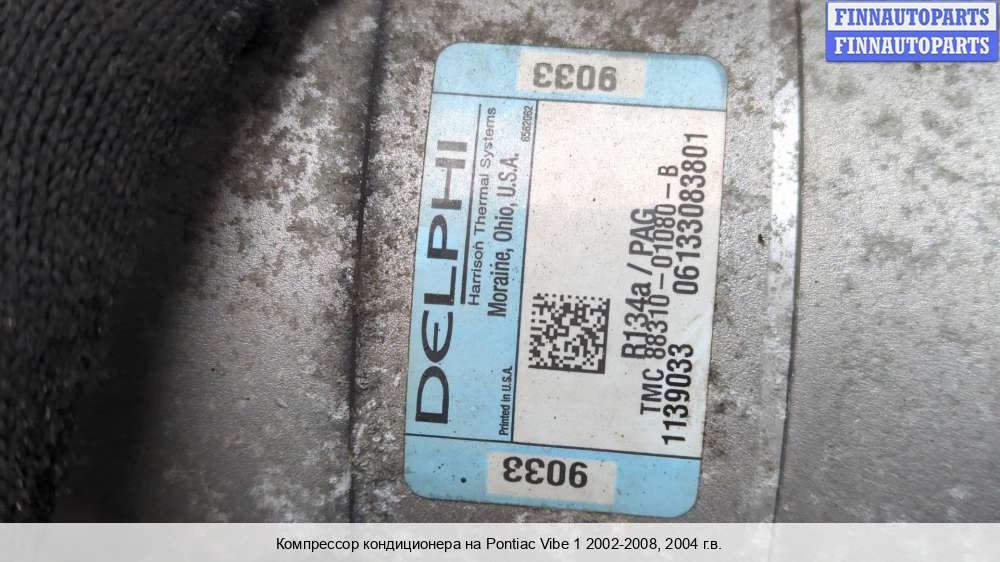 FINNAUTOPARTS
FINNAUTOPARTS
9033
DELPHI
Harrison Thermal Systems
Moraine, Ohio, U.S.A.
Printed in U.S.A.
6562062
R134a / PAG
TMC 88310-01080-B
1139033 06133083801
9033
Компрессор кондиционера на Pontiac Vibe 1 2002-2008, 2004 г.в.